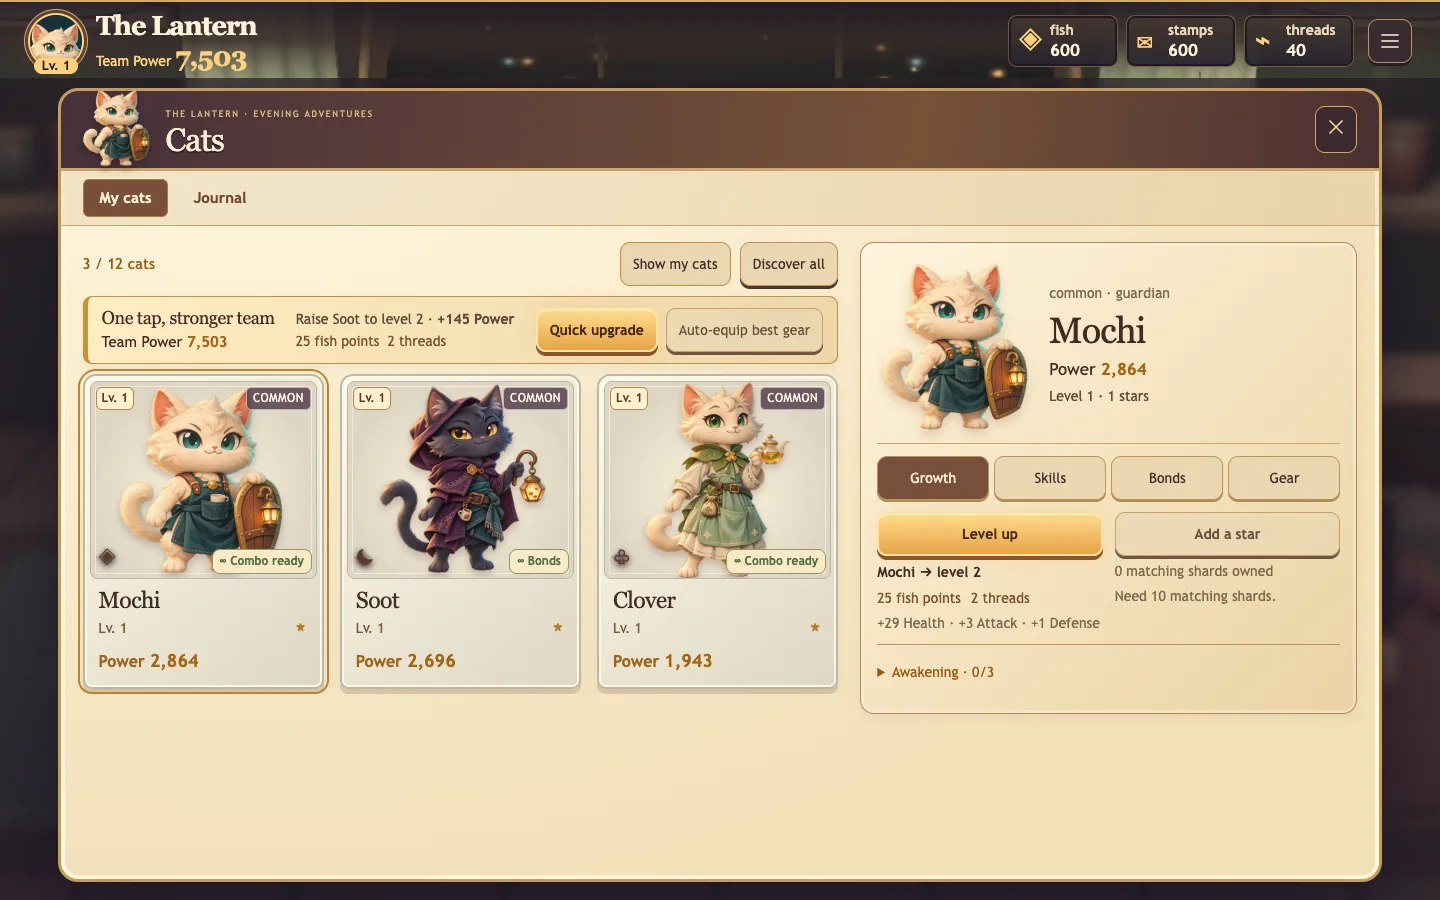 The Lantern
Team Power 7,503
Lv. 1
fish
600
stamps
600
threads
40
THE LANTERN · EVENING ADVENTURES
Cats
My cats
Journal
3 / 12 cats
Show my cats
Discover all
One tap, stronger team
Team Power 7,503
Raise Soot to level 2 · +145 Power
25 fish points 2 threads
Quick upgrade
Auto-equip best gear
Lv. 1
COMMON
∞ Combo ready
Mochi
Lv. 1 ★
Power 2,864
Lv. 1
COMMON
∞ Bonds
Soot
Lv. 1 ★
Power 2,696
Lv. 1
COMMON
∞ Combo ready
Clover
Lv. 1 ★
Power 1,943
common · guardian
Mochi
Power 2,864
Level 1 · 1 stars
Growth
Skills
Bonds
Gear
Level up
Add a star
Mochi → level 2
25 fish points 2 threads
+29 Health · +3 Attack · +1 Defense
0 matching shards owned
Need 10 matching shards.
▶ Awakening · 0/3